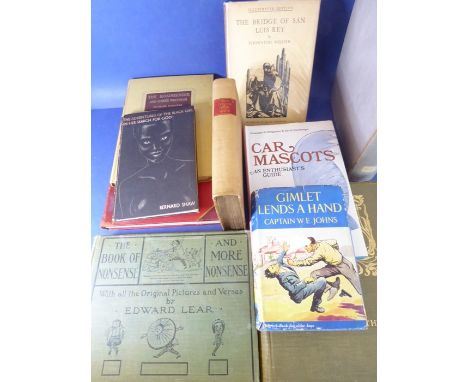 ILLUSTRATED EDITION
THE BRIDGE OF SAN
LUIS REY
THORNTON WILDER
AND OTHER
THE ADVENTURES OF THE BLACK GIRL
IN HER SEARCH FOR GOD
BERNARD SHAW
CAR
MASCOTS
AN ENTHUSIAST'S
GUIDE
GIMLET
LENDS A HAND
CAPTAIN W. E. JOHNS
THE
BOOK OF
NONSENSE
AND
MORE
NONSENSE
With all the Original Pictures and Verses
by
EDWARD LEAR